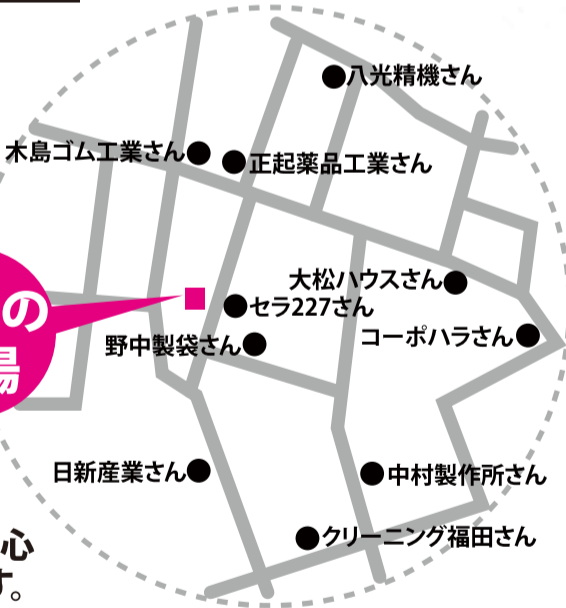 八光精機さん
木島ゴム工業さん
正起薬品工業さん
大松ハウスさん
セラ227さん
の
場
コーポハラさん
野中製袋さん
日新産業さん
中村製作所さん
クリーニング福田さん
心
す。